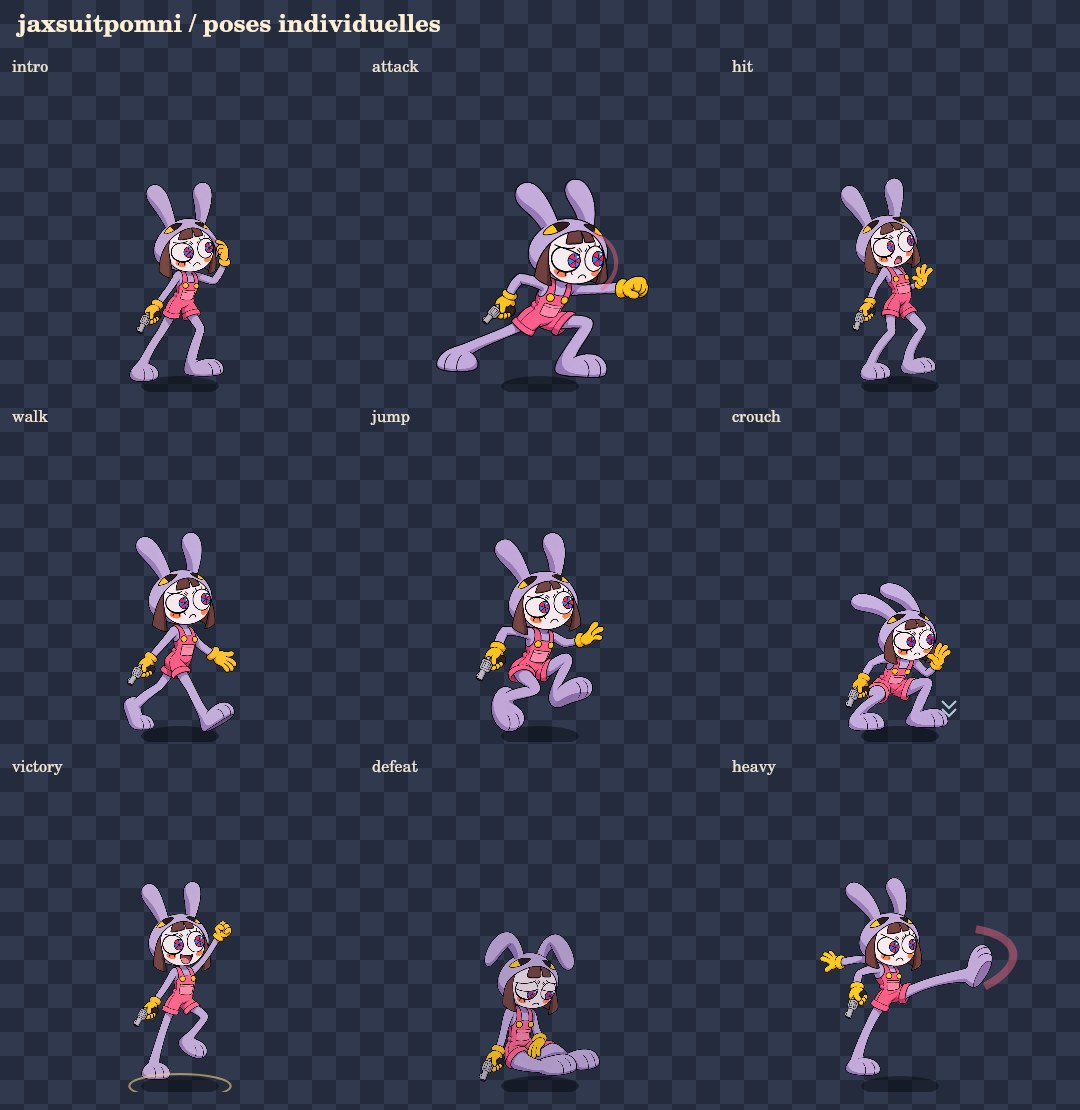 jaxsuitpomni / poses individuelles
intro
attack
hit
walk
jump
crouch
victory
defeat
heavy